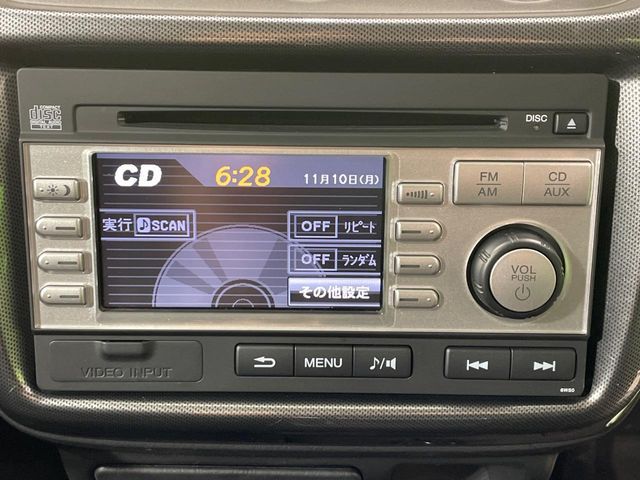 COMPACT
disc
DIGITAL AUDIO
TEXT
DISC
CD 6:28 11月10日(月)
実行 SCAN
OFF リピート
OFF ランダム
その他設定
FM
AM
CD
AUX
VOL
PUSH
VIDEO INPUT
MENU
6W50